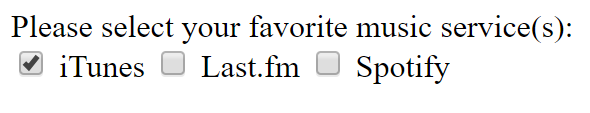 Please select your favorite music service(s):
iTunes Last.fm Spotify